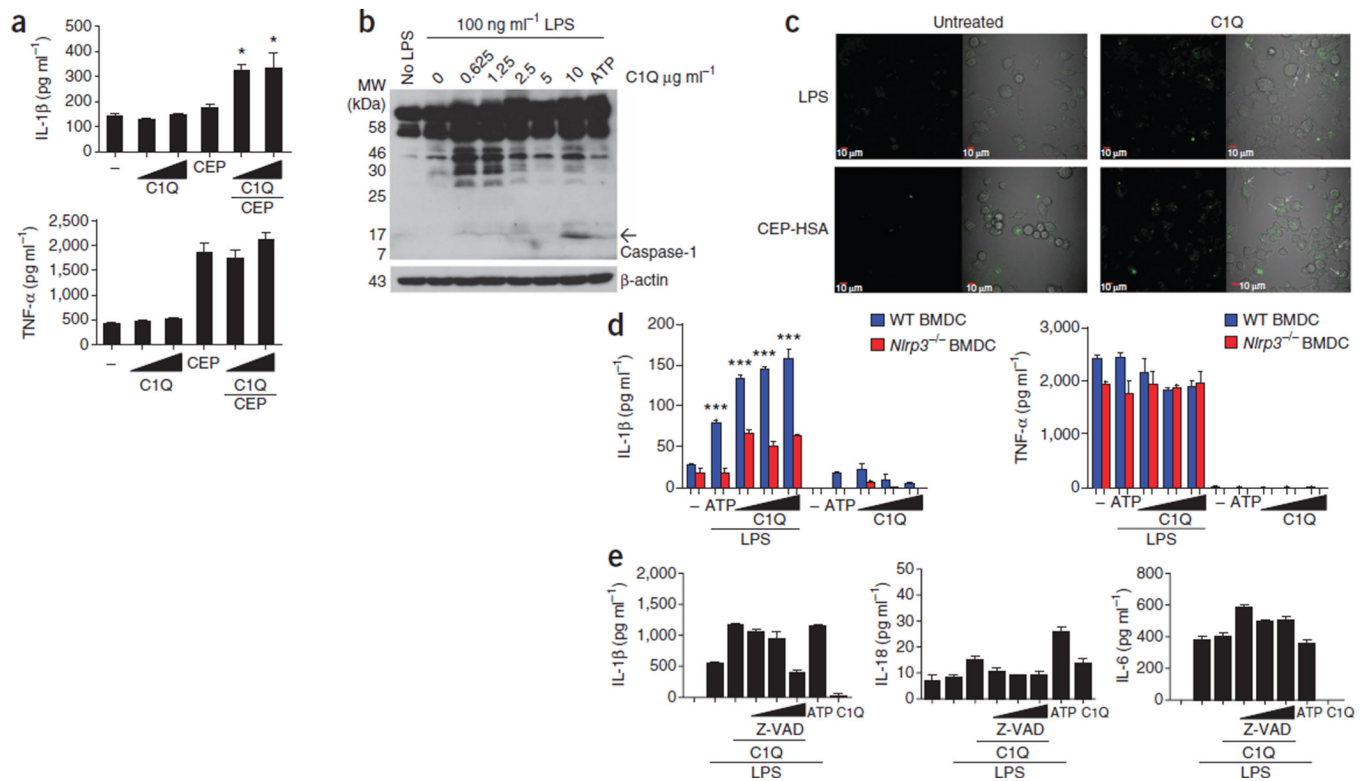 a
IL-1β (pg ml⁻¹)
500
400
300
200
100
0
* *
– C1Q CEP C1Q
CEP
TNF-α (pg ml⁻¹)
2,500
2,000
1,500
1,000
500
0
– C1Q CEP C1Q
CEP
b
100 ng ml⁻¹ LPS
No LPS 0 0.625 1.25 2.5 5 10 ATP C1Q µg ml⁻¹
MW
(kDa)
58
46
30
25
17
7
Caspase-1
43 β-actin
c
Untreated C1Q
LPS
10 µm 10 µm 10 µm 10 µm
CEP-HSA
10 µm 10 µm 10 µm 10 µm
d
WT BMDC
Nlrp3⁻/⁻ BMDC
IL-1β (pg ml⁻¹)
200
150
100
50
0
*** *** *** ***
– ATP C1Q – ATP C1Q
LPS
WT BMDC
Nlrp3⁻/⁻ BMDC
TNF-α (pg ml⁻¹)
3,000
2,000
1,000
0
– ATP C1Q – ATP C1Q
LPS
e
IL-1β (pg ml⁻¹)
2,000
1,500
1,000
500
0
ATP C1Q
Z-VAD
C1Q
LPS
IL-18 (pg ml⁻¹)
50
40
30
20
10
0
ATP C1Q
Z-VAD
C1Q
LPS
IL-6 (pg ml⁻¹)
800
600
400
200
0
ATP C1Q
Z-VAD
C1Q
LPS